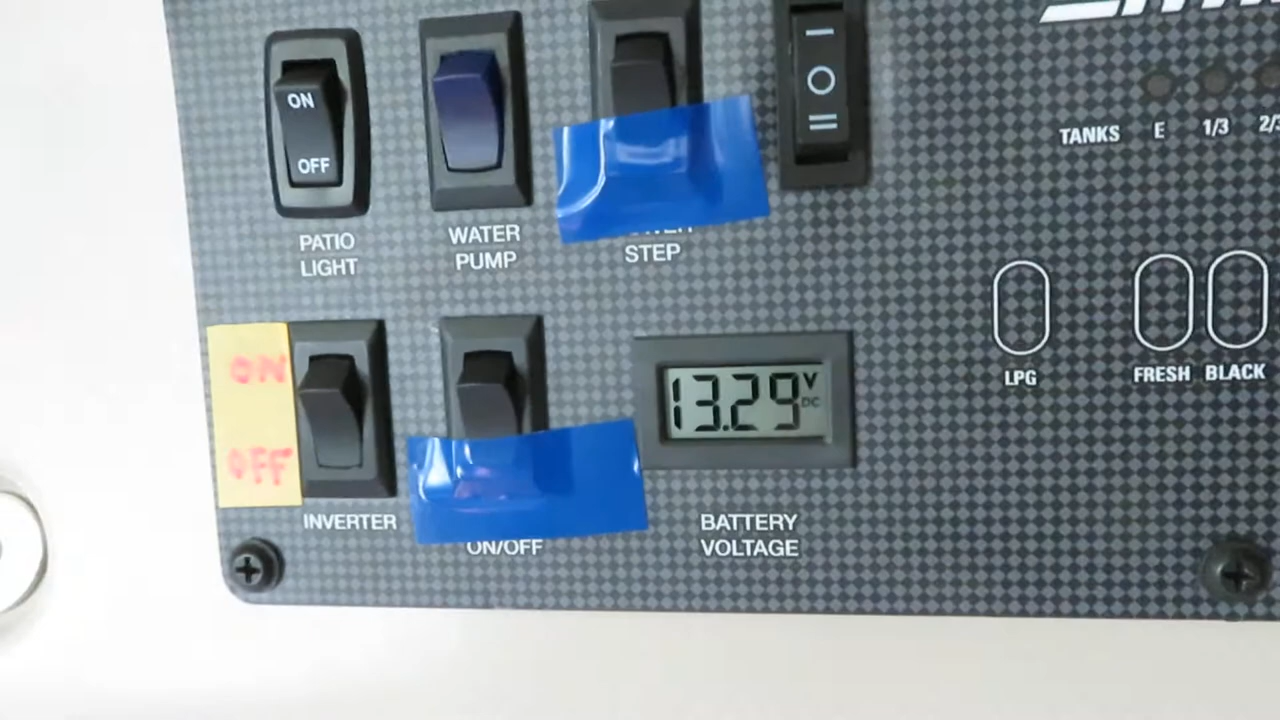 ON
OFF
I
O
II
PATIO
LIGHT
WATER
PUMP
STEP
TANKS E 1/3
ON
OFF
INVERTER
ON/OFF
13.29 V
DC
BATTERY
VOLTAGE
LPG
FRESH
BLACK